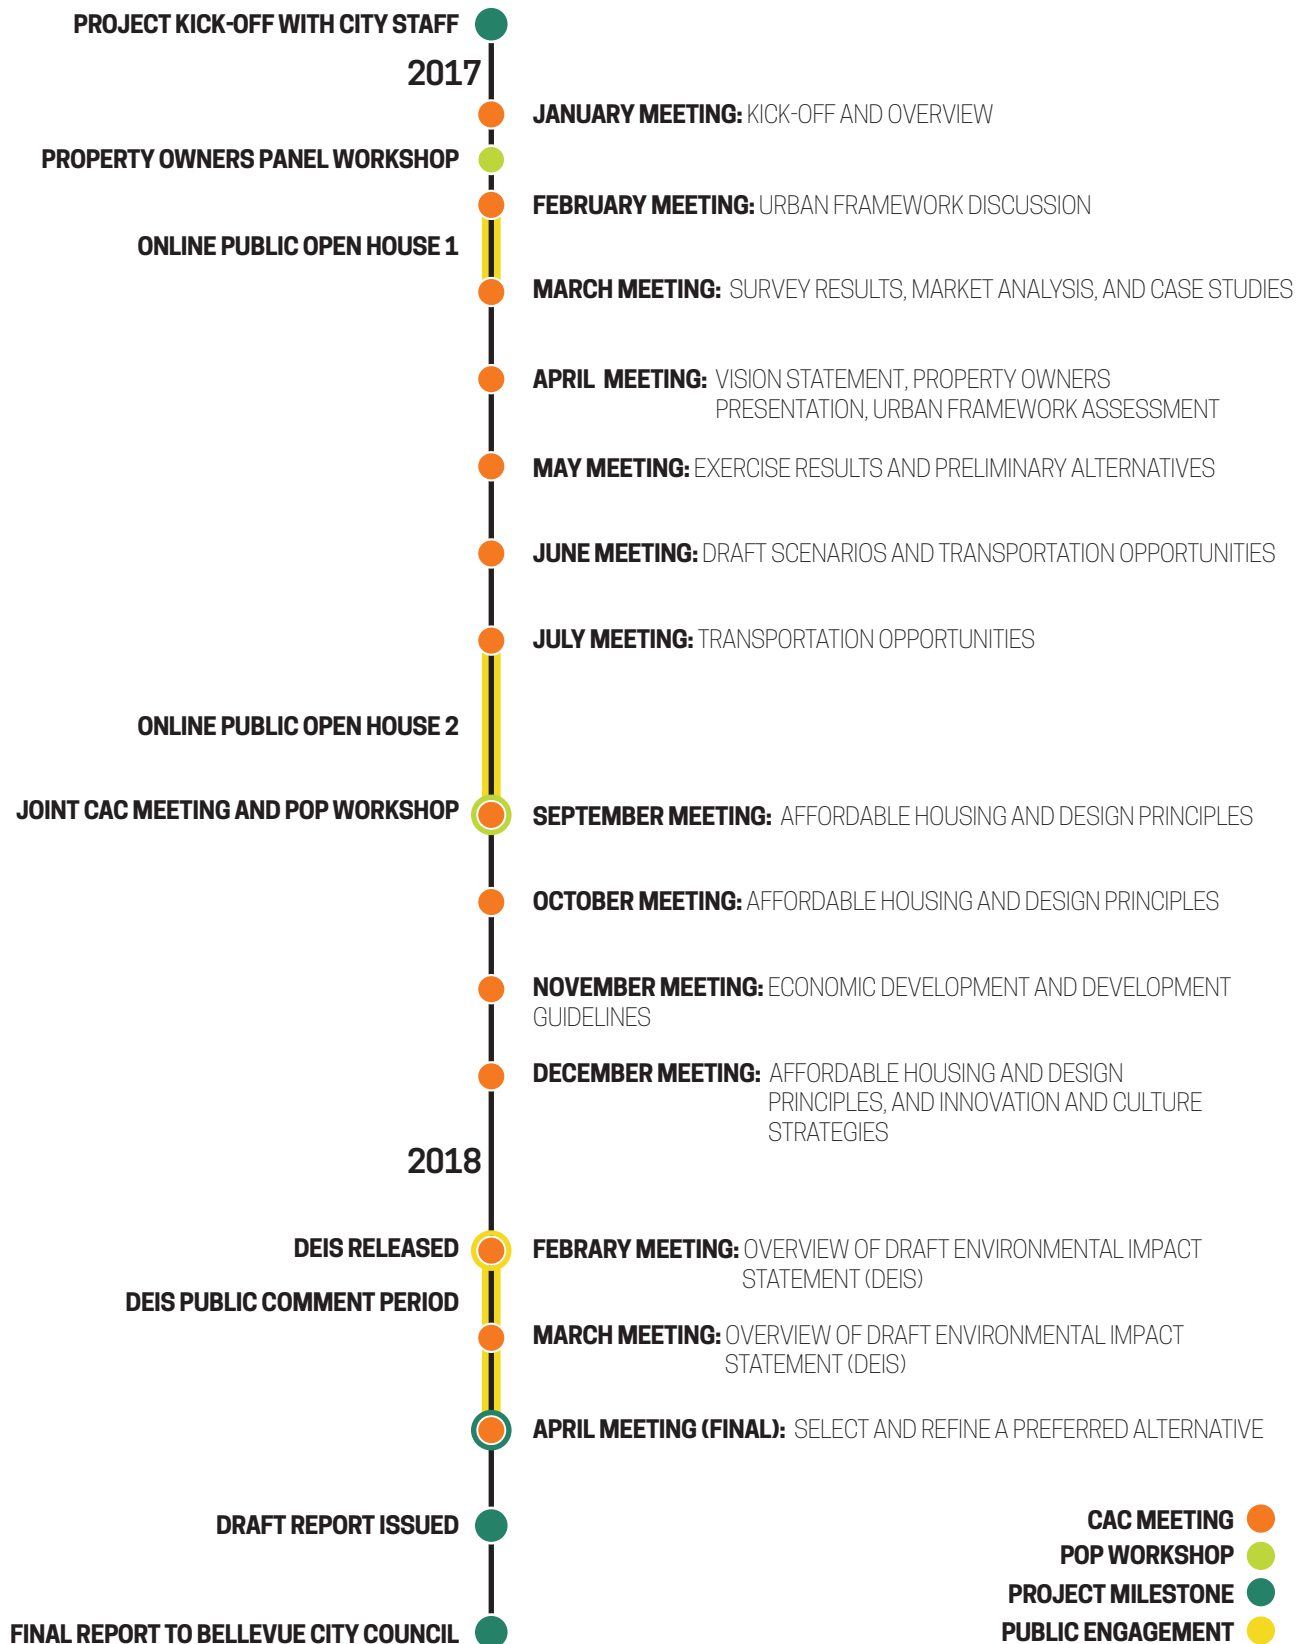 PROJECT KICK-OFF WITH CITY STAFF
2017
JANUARY MEETING: KICK-OFF AND OVERVIEW
PROPERTY OWNERS PANEL WORKSHOP
FEBRUARY MEETING: URBAN FRAMEWORK DISCUSSION
ONLINE PUBLIC OPEN HOUSE 1
MARCH MEETING: SURVEY RESULTS, MARKET ANALYSIS, AND CASE STUDIES
APRIL MEETING: VISION STATEMENT, PROPERTY OWNERS
PRESENTATION, URBAN FRAMEWORK ASSESSMENT
MAY MEETING: EXERCISE RESULTS AND PRELIMINARY ALTERNATIVES
JUNE MEETING: DRAFT SCENARIOS AND TRANSPORTATION OPPORTUNITIES
JULY MEETING: TRANSPORTATION OPPORTUNITIES
ONLINE PUBLIC OPEN HOUSE 2
JOINT CAC MEETING AND POP WORKSHOP
SEPTEMBER MEETING: AFFORDABLE HOUSING AND DESIGN PRINCIPLES
OCTOBER MEETING: AFFORDABLE HOUSING AND DESIGN PRINCIPLES
NOVEMBER MEETING: ECONOMIC DEVELOPMENT AND DEVELOPMENT
GUIDELINES
DECEMBER MEETING: AFFORDABLE HOUSING AND DESIGN
PRINCIPLES, AND INNOVATION AND CULTURE
STRATEGIES
2018
DEIS RELEASED
FEBRARY MEETING: OVERVIEW OF DRAFT ENVIRONMENTAL IMPACT
STATEMENT (DEIS)
DEIS PUBLIC COMMENT PERIOD
MARCH MEETING: OVERVIEW OF DRAFT ENVIRONMENTAL IMPACT
STATEMENT (DEIS)
APRIL MEETING (FINAL): SELECT AND REFINE A PREFERRED ALTERNATIVE
DRAFT REPORT ISSUED
FINAL REPORT TO BELLEVUE CITY COUNCIL
CAC MEETING
POP WORKSHOP
PROJECT MILESTONE
PUBLIC ENGAGEMENT